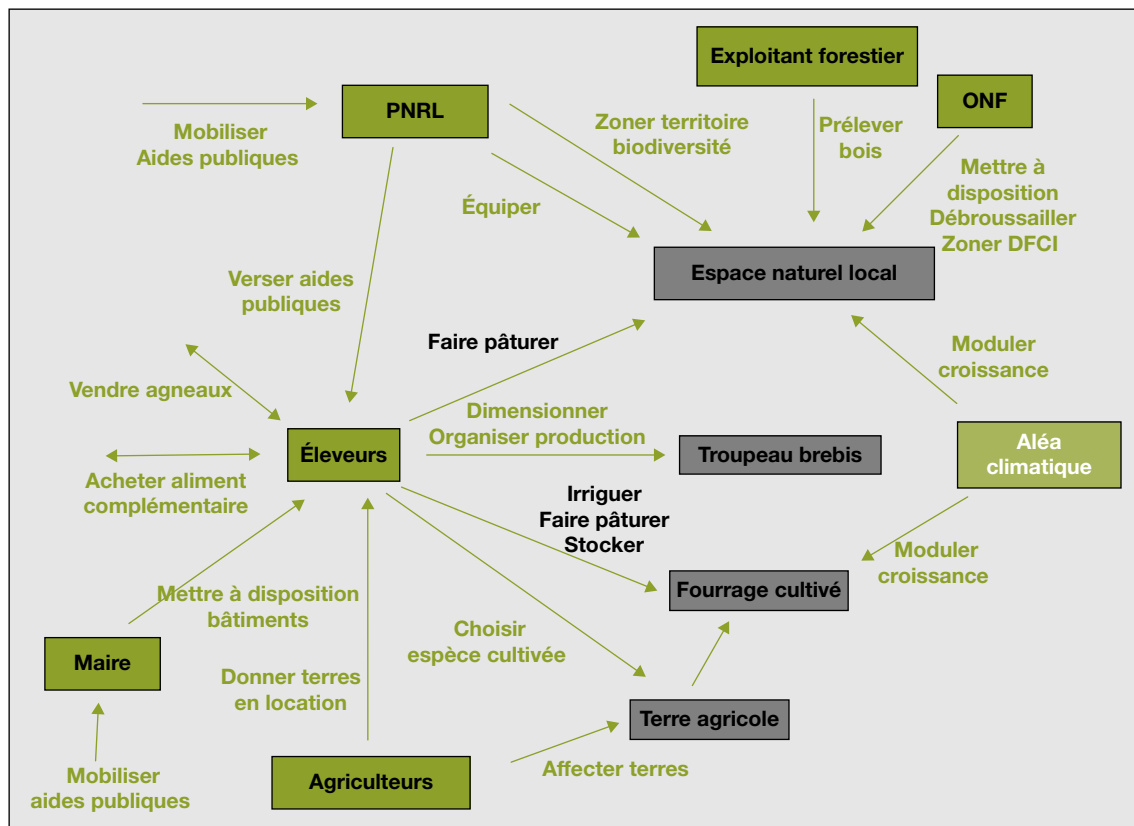 Exploitant forestier
ONF
PNRL
Mobiliser
Aides publiques
Zoner territoire
biodiversité
Prélever
bois
Mettre à
disposition
Débroussailler
Zoner DFCI
Équiper
Espace naturel local
Verser aides
publiques
Faire pâturer
Moduler
croissance
Vendre agneaux
Dimensionner
Organiser production
Éleveurs
Troupeau brebis
Aléa
climatique
Acheter aliment
complémentaire
Irriguer
Faire pâturer
Stocker
Moduler
croissance
Mettre à disposition
bâtiments
Fourrage cultivé
Choisir
espèce cultivée
Maire
Donner terres
en location
Terre agricole
Mobiliser
aides publiques
Agriculteurs
Affecter terres